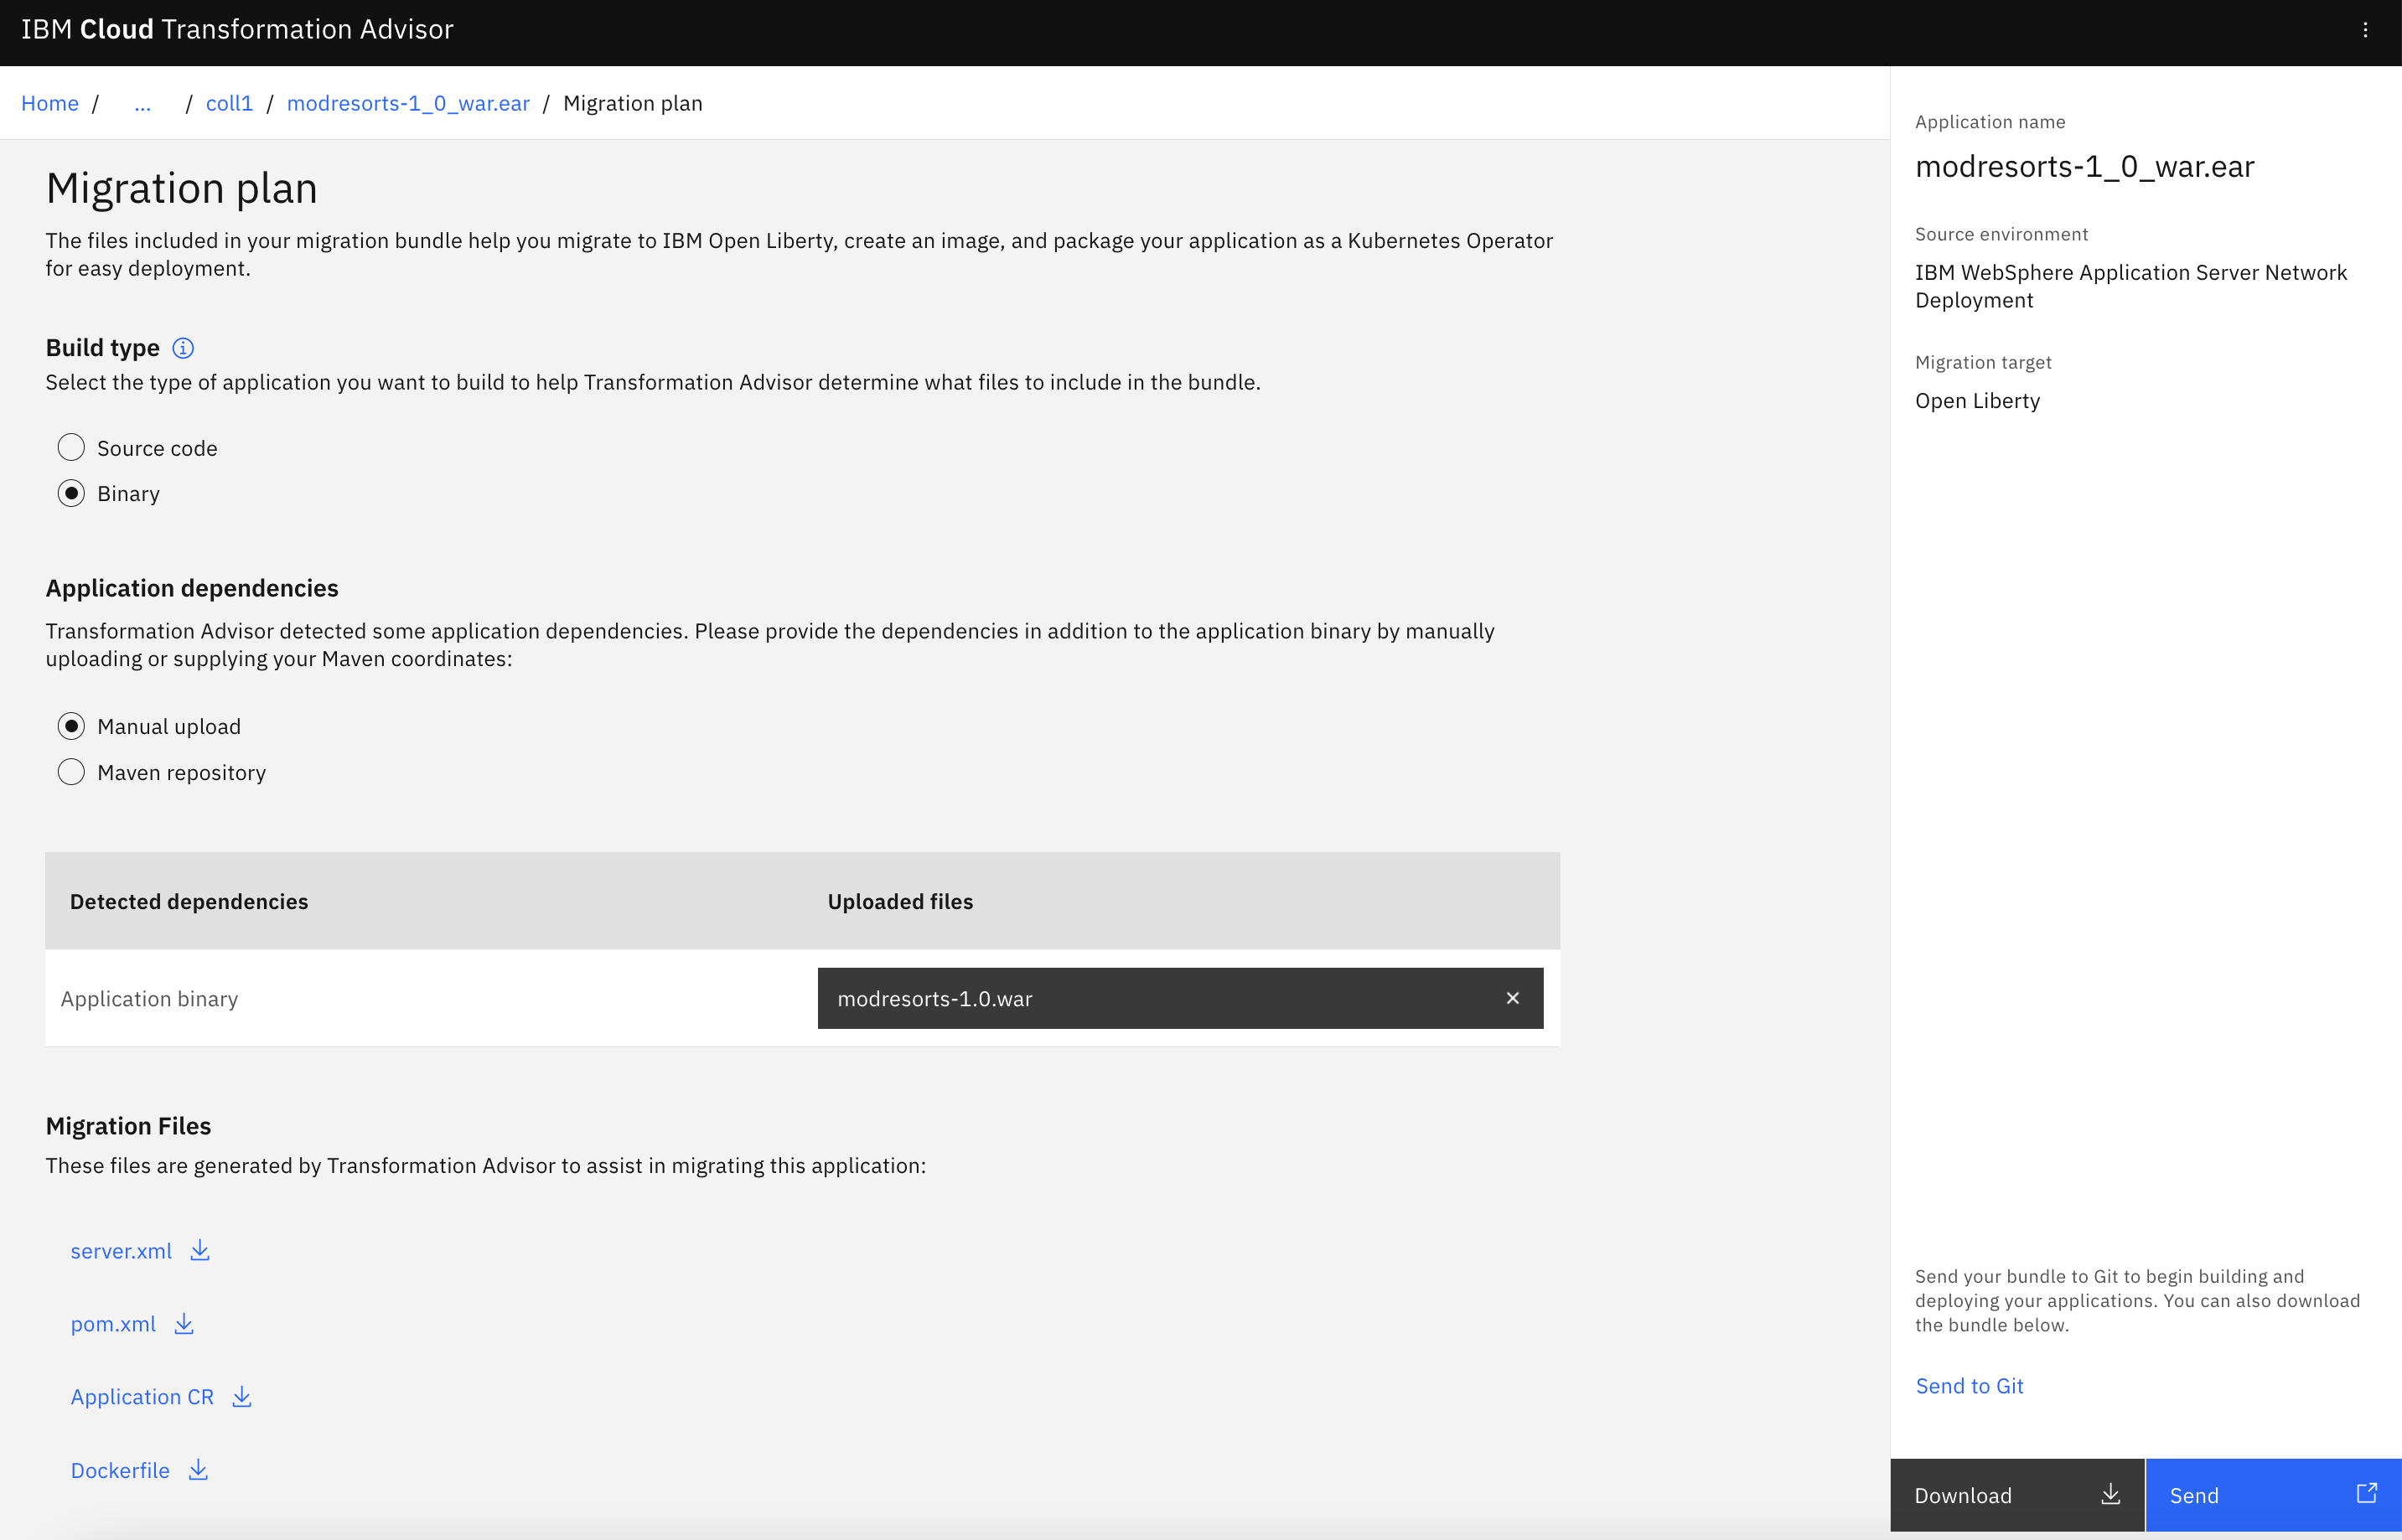 IBM Cloud Transformation Advisor
Home / ... / coll1 / modresorts-1_0_war.ear / Migration plan
Migration plan
The files included in your migration bundle help you migrate to IBM Open Liberty, create an image, and package your application as a Kubernetes Operator
for easy deployment.
Build type
Select the type of application you want to build to help Transformation Advisor determine what files to include in the bundle.
Source code
Binary
Application dependencies
Transformation Advisor detected some application dependencies. Please provide the dependencies in addition to the application binary by manually
uploading or supplying your Maven coordinates:
Manual upload
Maven repository
Detected dependencies Uploaded files
Application binary modresorts-1.0.war
Migration Files
These files are generated by Transformation Advisor to assist in migrating this application:
server.xml
pom.xml
Application CR
Dockerfile
Application name
modresorts-1_0_war.ear
Source environment
IBM WebSphere Application Server Network
Deployment
Migration target
Open Liberty
Send your bundle to Git to begin building and
deploying your applications. You can also download
the bundle below.
Send to Git
Download Send